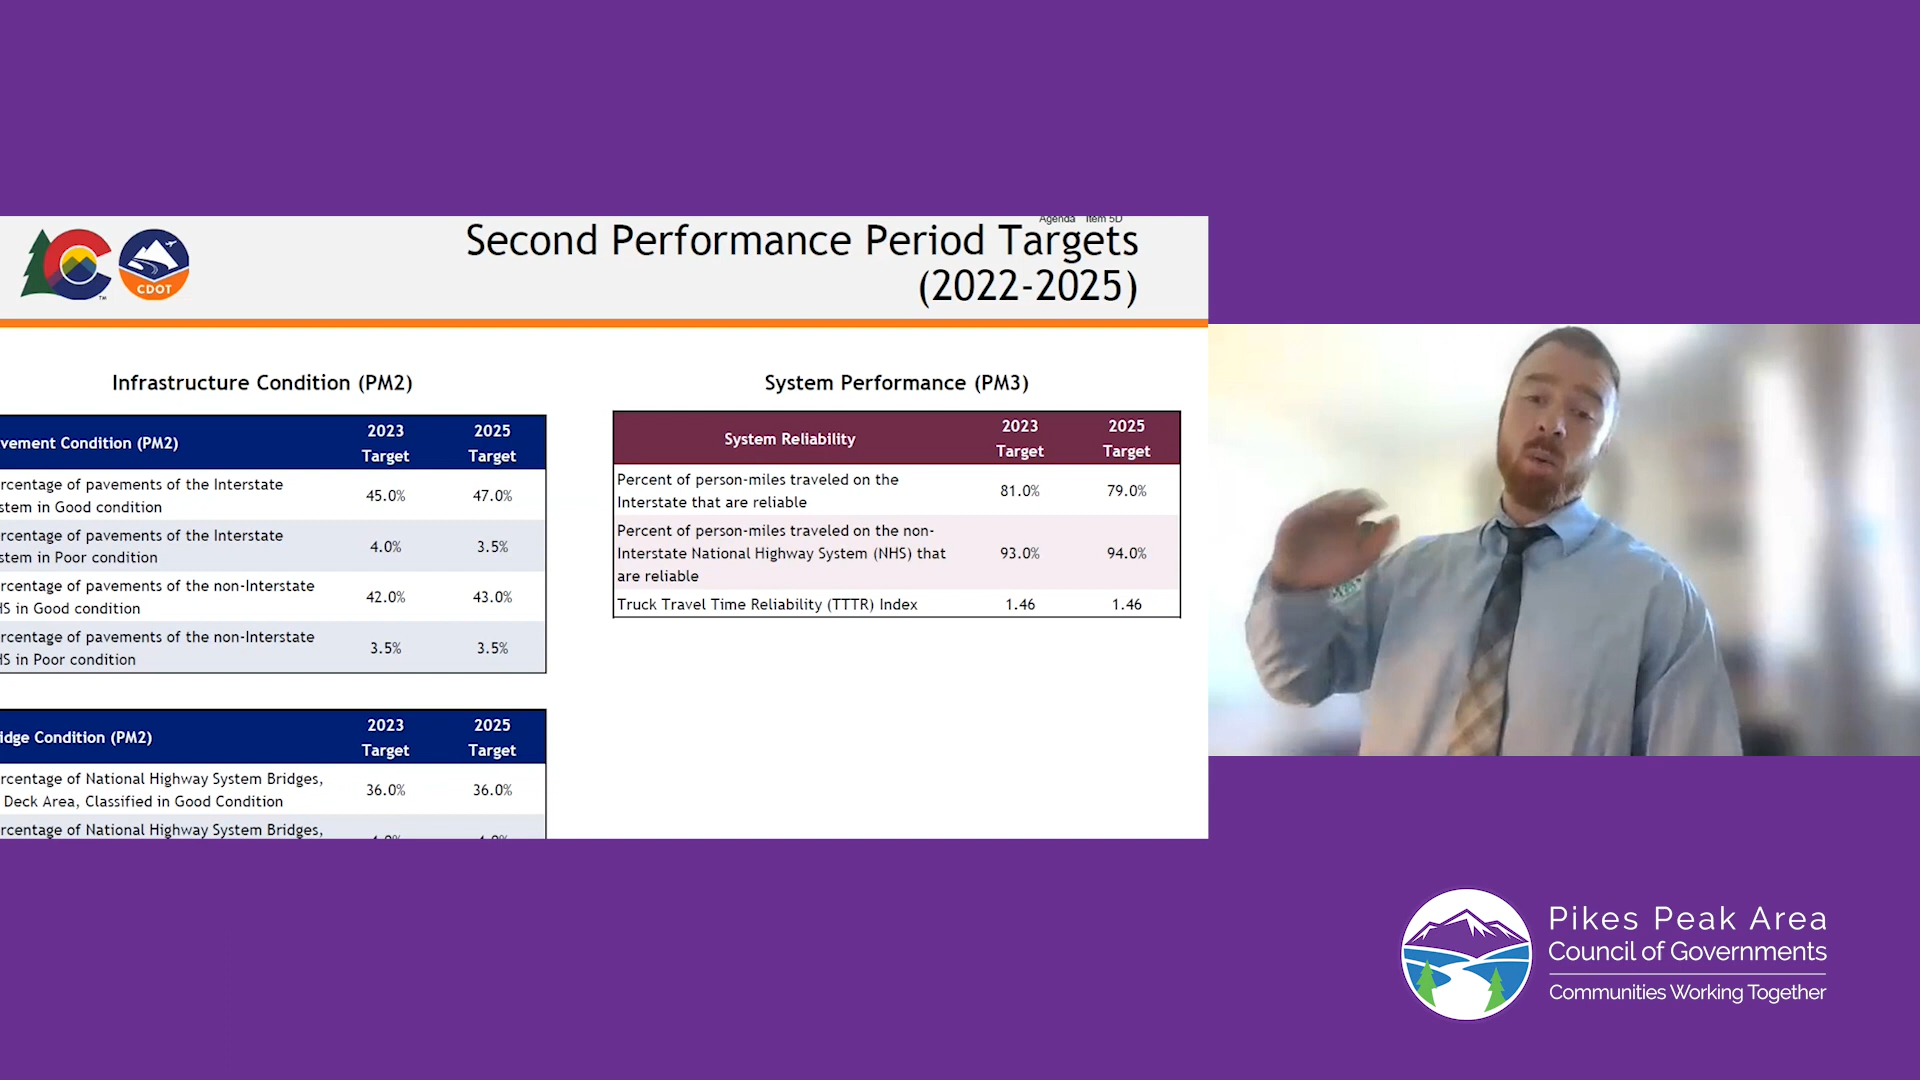 Agenda Item 5D
Second Performance Period Targets
(2022-2025)
CDOT
Infrastructure Condition (PM2)
vement Condition (PM2)
2023
Target
2025
Target
rcentage of pavements of the Interstate
stem in Good condition
45.0%
47.0%
rcentage of pavements of the Interstate
stem in Poor condition
4.0%
3.5%
rcentage of pavements of the non-Interstate
HS in Good condition
42.0%
43.0%
rcentage of pavements of the non-Interstate
HS in Poor condition
3.5%
3.5%
idge Condition (PM2)
2023
Target
2025
Target
rcentage of National Highway System Bridges,
Deck Area, Classified in Good Condition
36.0%
36.0%
rcentage of National Highway System Bridges,
System Performance (PM3)
System Reliability
2023
Target
2025
Target
Percent of person-miles traveled on the
Interstate that are reliable
81.0%
79.0%
Percent of person-miles traveled on the non-
Interstate National Highway System (NHS) that
are reliable
93.0%
94.0%
Truck Travel Time Reliability (TTTR) Index
1.46
1.46
Pikes Peak Area
Council of Governments
Communities Working Together